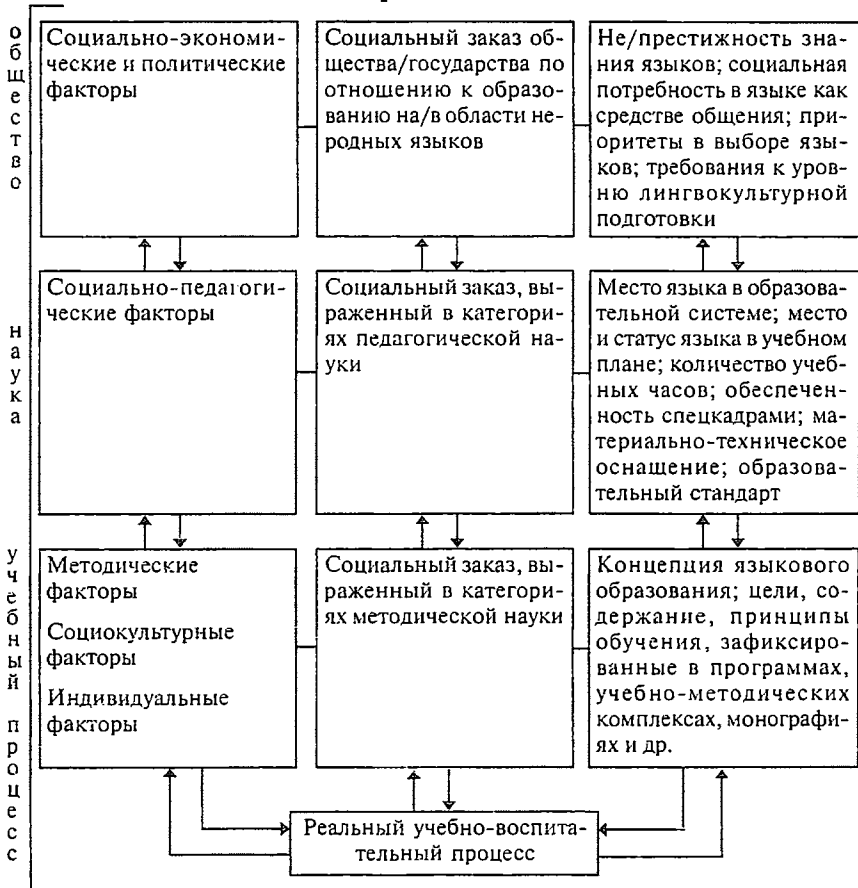 общество
Социально-экономи-
ческие и политические
факторы
Социальный заказ об-
щества/государства по
отношению к образо-
ванию на/в области не-
родных языков
Не/престижность зна-
ния языков; социальная
потребность в языке как
средстве общения; при-
оритеты в выборе язы-
ков; требования к уров-
ню лингвокультурной
подготовки
наука
Социально-педагоги-
ческие факторы
Социальный заказ, вы-
раженный в категори-
ях педагогической на-
уки
Место языка в образова-
тельной системе; место
и статус языка в учебном
плане; количество учеб-
ных часов; обеспечен-
ность спецкадрами; ма-
териально-техническое
оснащение; образова-
тельный стандарт
учебный процесс
Методические
факторы
Социокультурные
факторы
Индивидуальные
факторы
Социальный заказ, вы-
раженный в категори-
ях методической науки
Концепция языкового
образования; цели, со-
держание, принципы
обучения, зафиксиро-
ванные в программах,
учебно-методических
комплексах, монографи-
ях и др.
Реальный учебно-воспита-
тельный процесс